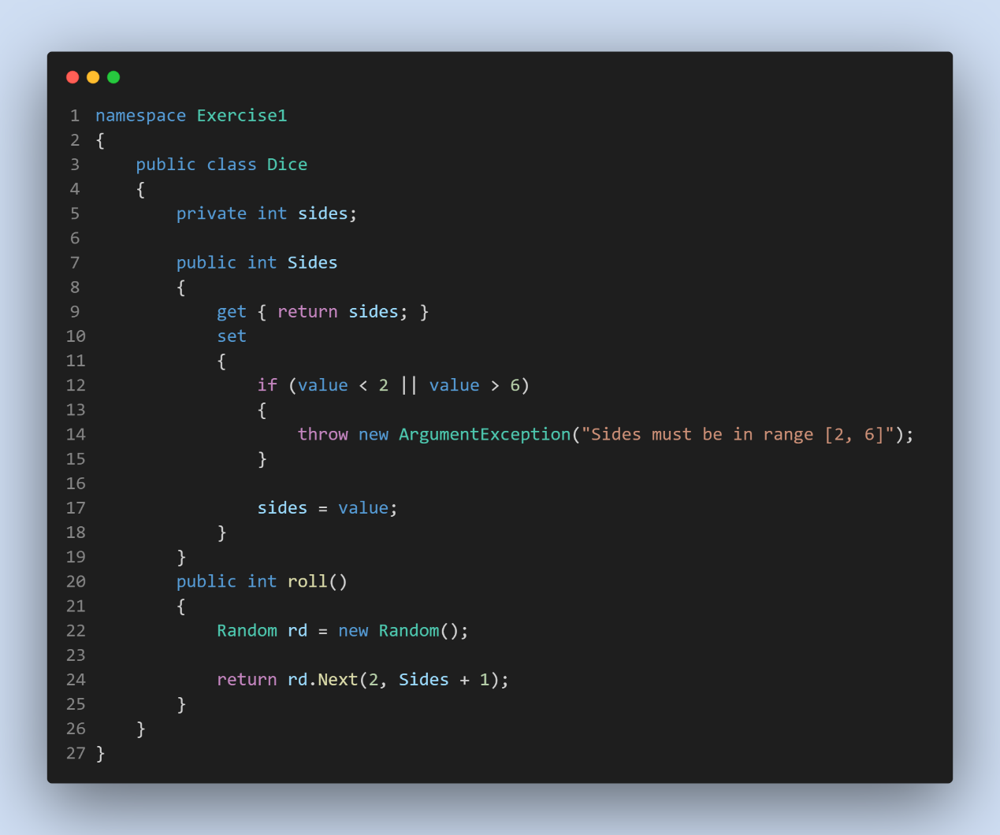 1 namespace Exercise1
2 {
3     public class Dice
4     {
5         private int sides;
6
7         public int Sides
8         {
9             get { return sides; }
10             set
11             {
12                 if (value < 2 || value > 6)
13                 {
14                     throw new ArgumentException("Sides must be in range [2, 6]");
15                 }
16
17                 sides = value;
18             }
19         }
20         public int roll()
21         {
22             Random rd = new Random();
23
24             return rd.Next(2, Sides + 1);
25         }
26     }
27 }